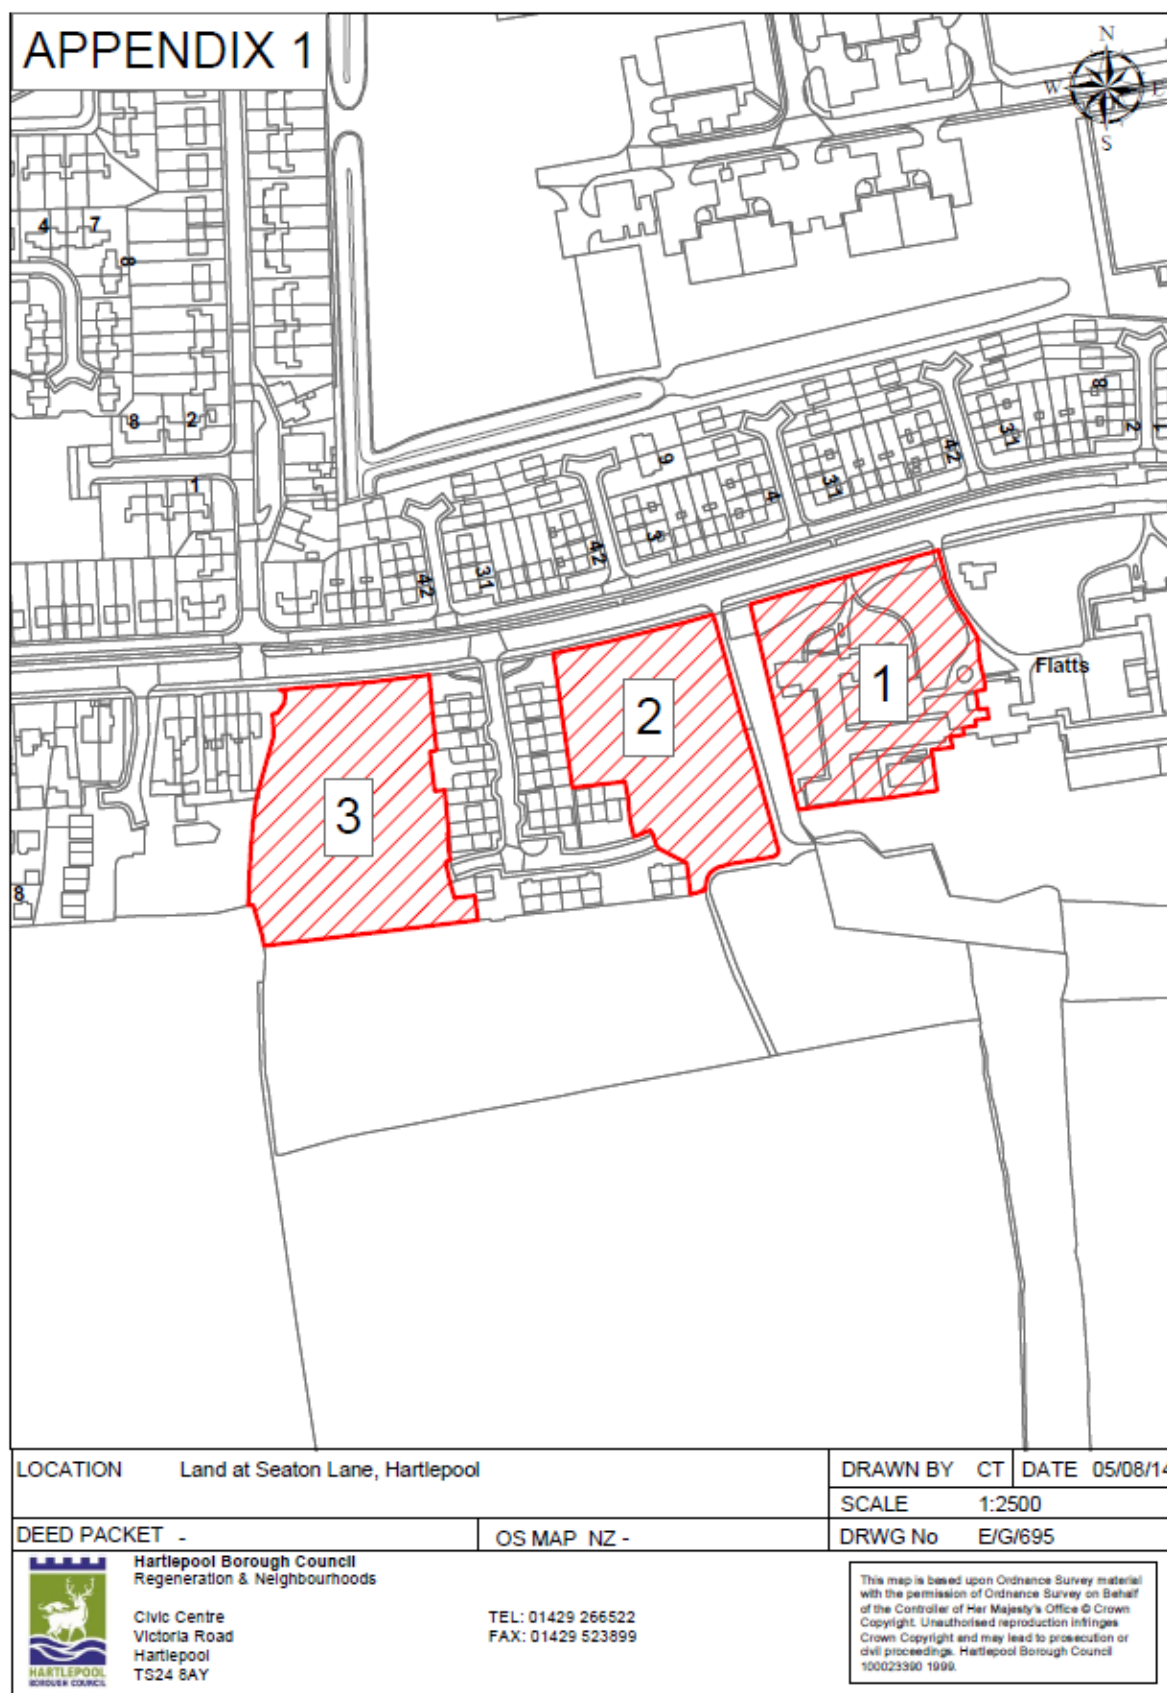 APPENDIX 1
N
W E
S
4 7
8
8 2
1
9
8
31 42 31 2 1
3 4
42 31 42
Flatts
1
2
3
8
LOCATION Land at Seaton Lane, Hartlepool
DRAWN BY CT DATE 05/08/14
SCALE 1:2500
DEED PACKET -
OS MAP NZ -
DRWG No E/G/695
Hartlepool Borough Council
Regeneration & Neighbourhoods
Civic Centre
Victoria Road
Hartlepool
TS24 8AY
TEL: 01429 266522
FAX: 01429 523899
HARTLEPOOL
BOROUGH COUNCIL
This map is based upon Ordnance Survey material
with the permission of Ordnance Survey on Behalf
of the Controller of Her Majesty's Office © Crown
Copyright. Unauthorised reproduction infringes
Crown Copyright and may lead to prosecution or
civil proceedings. Hartlepool Borough Council
100023390 1999.